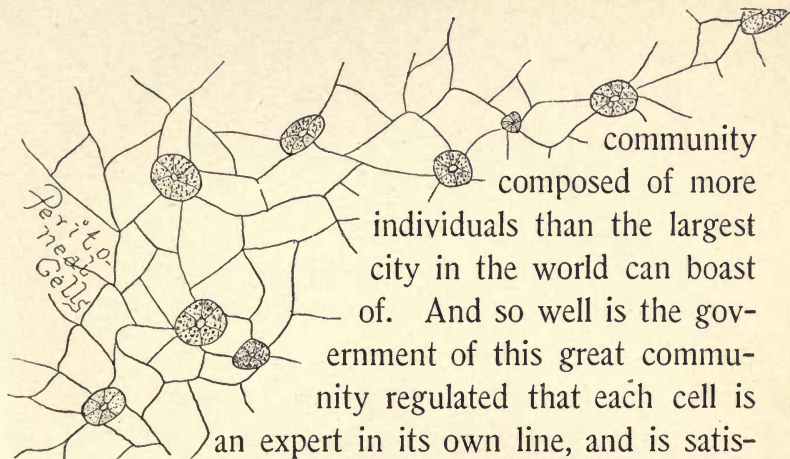 Perito-
neal
Cells
community
composed of more
individuals than the largest
city in the world can boast
of. And so well is the gov-
ernment of this great commu-
nity regulated that each cell is
an expert in its own line, and is satis-